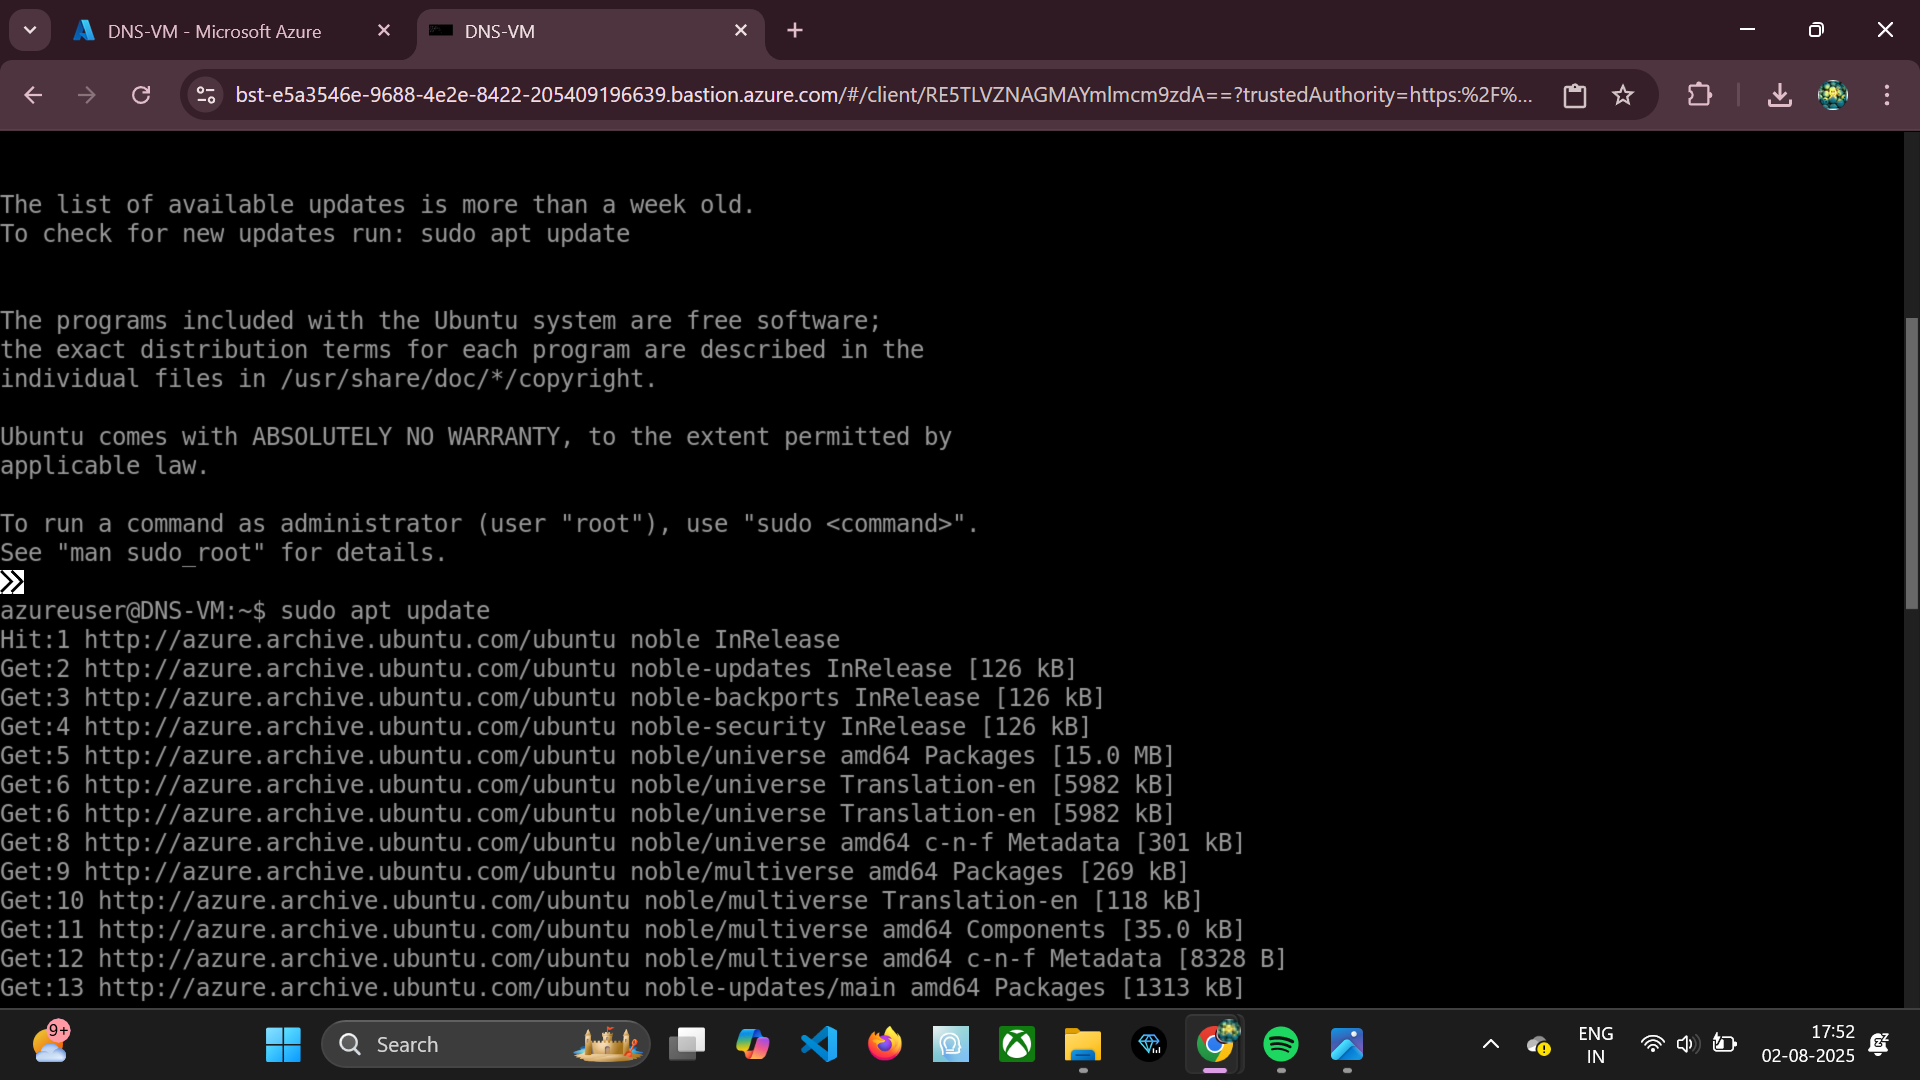 DNS-VM - Microsoft Azure
DNS-VM
bst-e5a3546e-9688-4e2e-8422-205409196639.bastion.azure.com/#/client/RE5TLVZNAGMAYmlmcm9zdA==?trustedAuthority=https:%2F%...
The list of available updates is more than a week old.
To check for new updates run: sudo apt update
The programs included with the Ubuntu system are free software;
the exact distribution terms for each program are described in the
individual files in /usr/share/doc/*/copyright.
Ubuntu comes with ABSOLUTELY NO WARRANTY, to the extent permitted by
applicable law.
To run a command as administrator (user "root"), use "sudo <command>".
See "man sudo_root" for details.
azureuser@DNS-VM:~$ sudo apt update
Hit:1 http://azure.archive.ubuntu.com/ubuntu noble InRelease
Get:2 http://azure.archive.ubuntu.com/ubuntu noble-updates InRelease [126 kB]
Get:3 http://azure.archive.ubuntu.com/ubuntu noble-backports InRelease [126 kB]
Get:4 http://azure.archive.ubuntu.com/ubuntu noble-security InRelease [126 kB]
Get:5 http://azure.archive.ubuntu.com/ubuntu noble/universe amd64 Packages [15.0 MB]
Get:6 http://azure.archive.ubuntu.com/ubuntu noble/universe Translation-en [5982 kB]
Get:6 http://azure.archive.ubuntu.com/ubuntu noble/universe Translation-en [5982 kB]
Get:8 http://azure.archive.ubuntu.com/ubuntu noble/universe amd64 c-n-f Metadata [301 kB]
Get:9 http://azure.archive.ubuntu.com/ubuntu noble/multiverse amd64 Packages [269 kB]
Get:10 http://azure.archive.ubuntu.com/ubuntu noble/multiverse Translation-en [118 kB]
Get:11 http://azure.archive.ubuntu.com/ubuntu noble/multiverse amd64 Components [35.0 kB]
Get:12 http://azure.archive.ubuntu.com/ubuntu noble/multiverse amd64 c-n-f Metadata [8328 B]
Get:13 http://azure.archive.ubuntu.com/ubuntu noble-updates/main amd64 Packages [1313 kB]
9+
Search
ENG
IN
17:52
02-08-2025